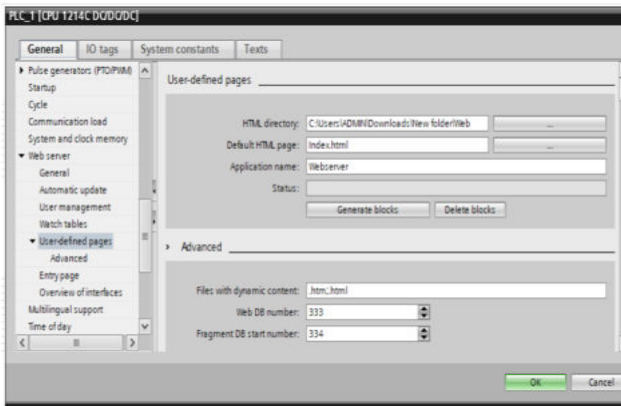 PLC_1 [CPU 1214C DC/DC/DC]
General IO tags System constants Texts
Pulse generators (PTO/PWM)
Startup
Cycle
Communication load
System and clock memory
Web server
General
Automatic update
User management
Watch tables
User-defined pages
Advanced
Entry page
Overview of interfaces
Multilingual support
Time of day
User-defined pages
HTML directory: C:\Users\ADMIN\Downloads\New folder\Web ...
Default HTML page: Index.html ...
Application name: Webserver
Status:
Generate blocks Delete blocks
Advanced
Files with dynamic content: .htm;.html
Web DB number: 333
Fragment DB start number: 334
OK Cancel